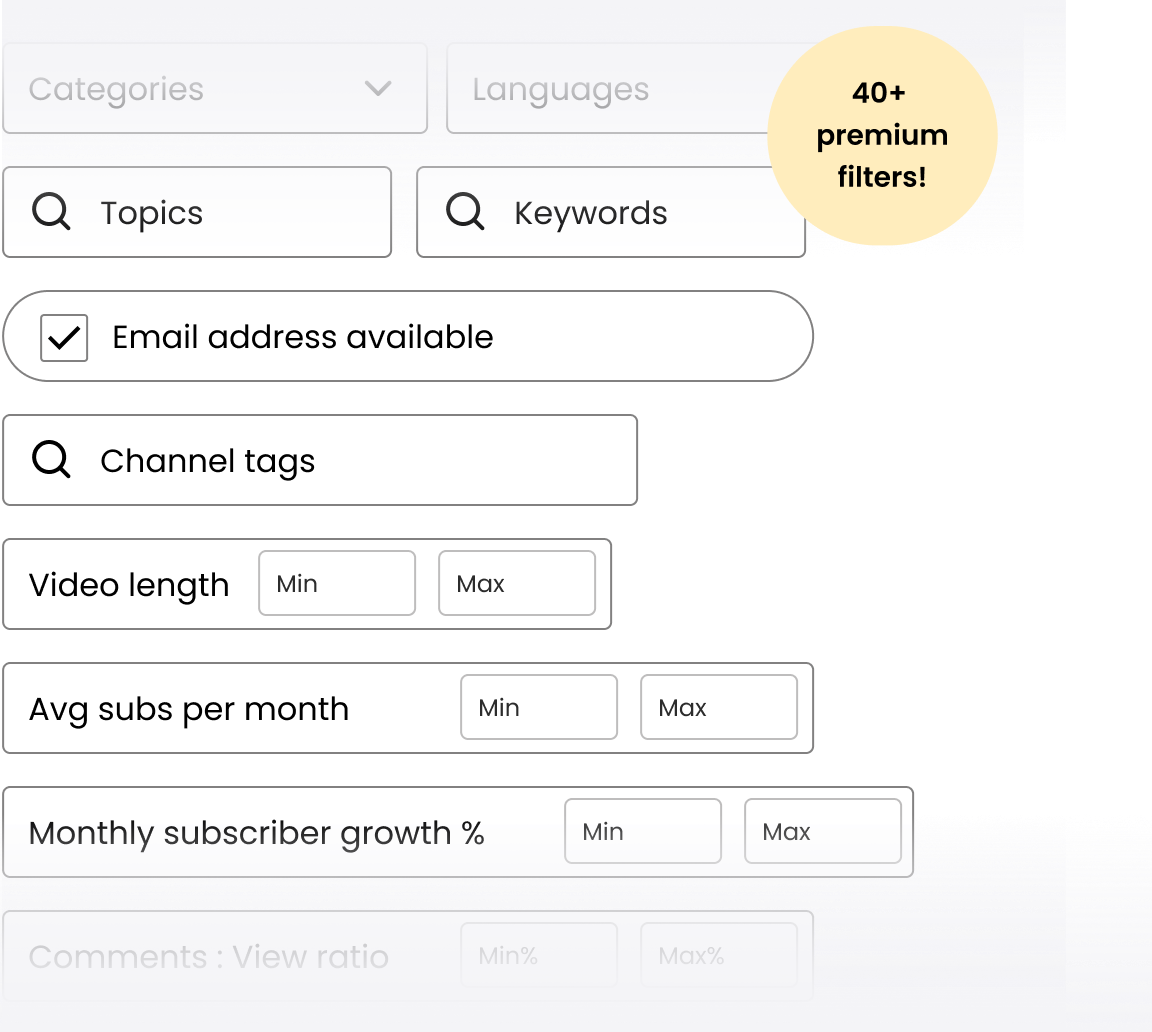 Categories
Languages
40+
premium
filters!
Topics
Keywords
Email address available
Channel tags
Video length
Min
Max
Avg subs per month
Min
Max
Monthly subscriber growth %
Min
Max
Comments : View ratio
Min%
Max%